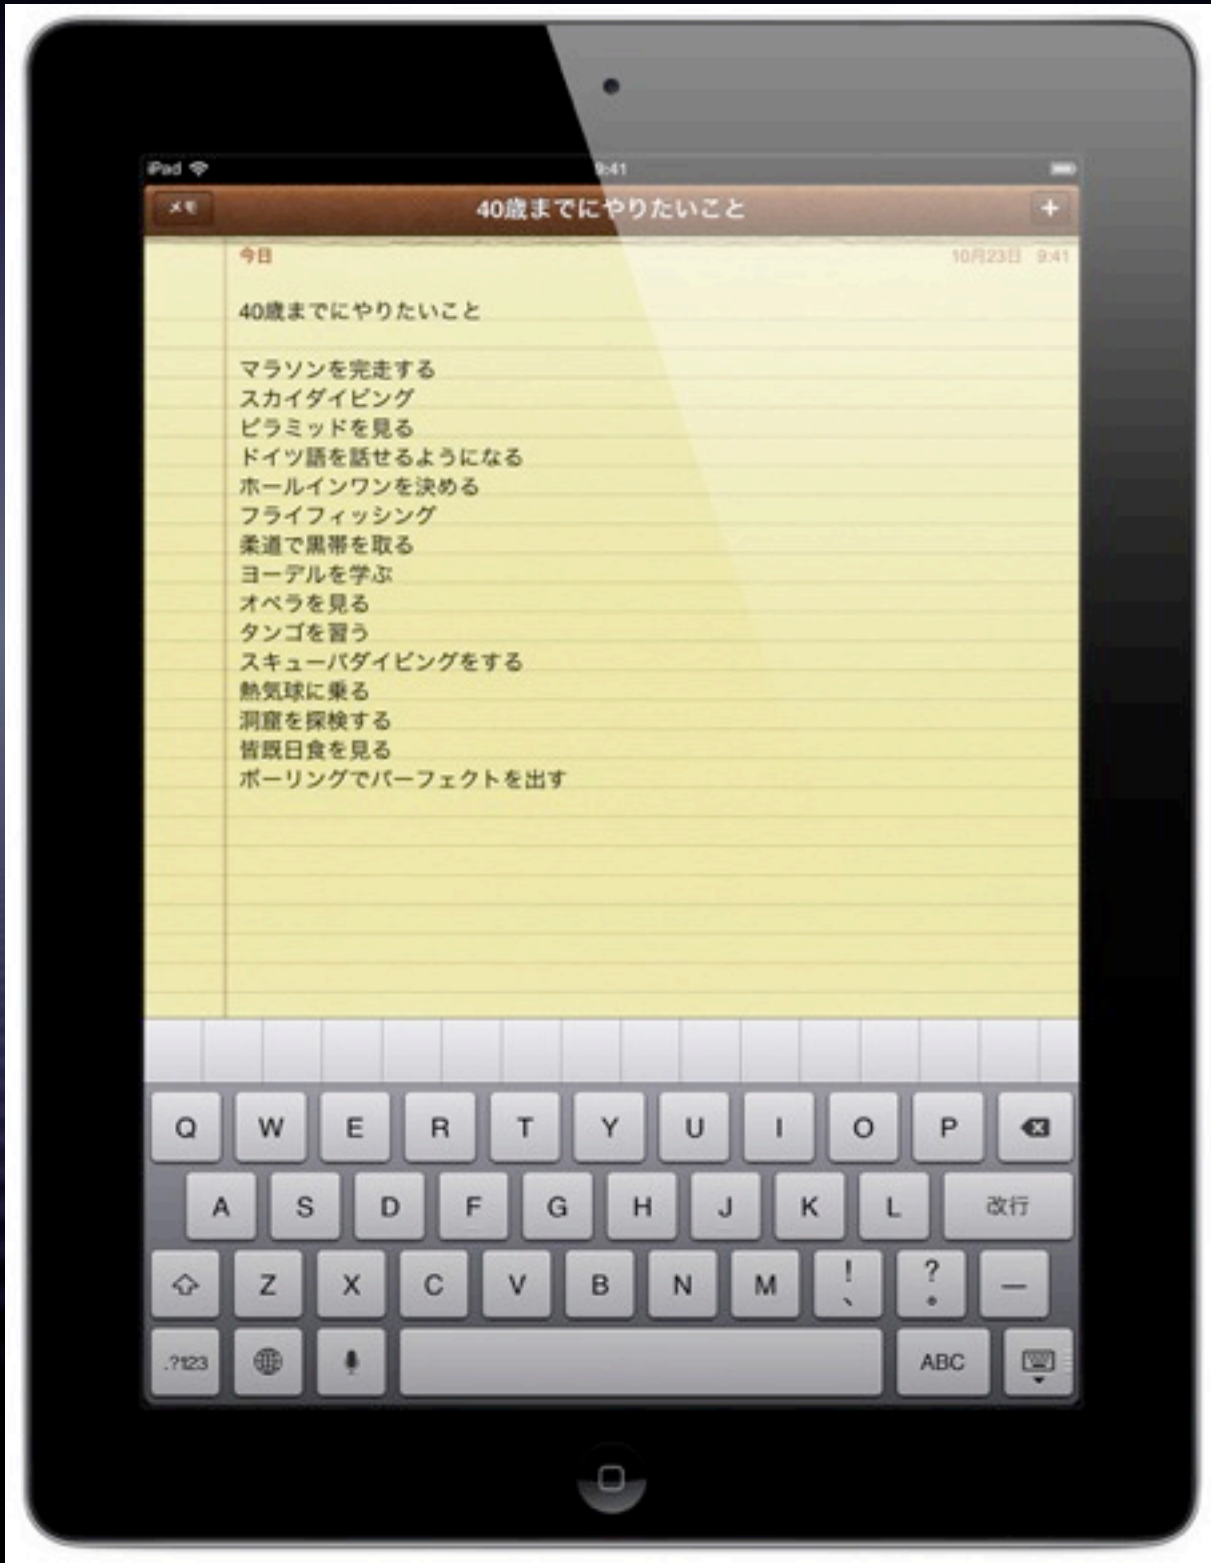 iPad
9:41
メモ
40歳までにやりたいこと
+
今日
10月23日 9:41
40歳までにやりたいこと
マラソンを完走する
スカイダイビング
ピラミッドを見る
ドイツ語を話せるようになる
ホールインワンを決める
フライフィッシング
柔道で黒帯を取る
ヨーデルを学ぶ
オペラを見る
タンゴを習う
スキューバダイビングをする
熱気球に乗る
洞窟を探検する
皆既日食を見る
ボーリングでパーフェクトを出す
Q W E R T Y U I O P
A S D F G H J K L 改行
Z X C V B N M ! 、 ? 。 ー
.?123 ABC